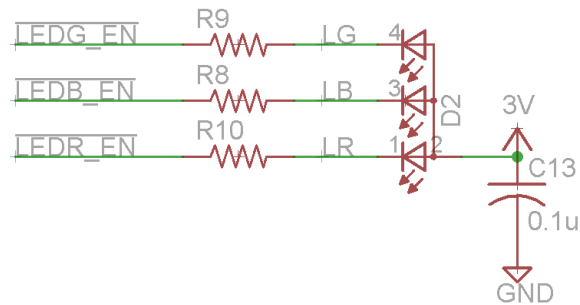 R9
LEDG_EN LG 4
R8
LEDB_EN LB 3
D2
3V
R10
LEDR_EN LR 1 2
C13
0.1u
GND